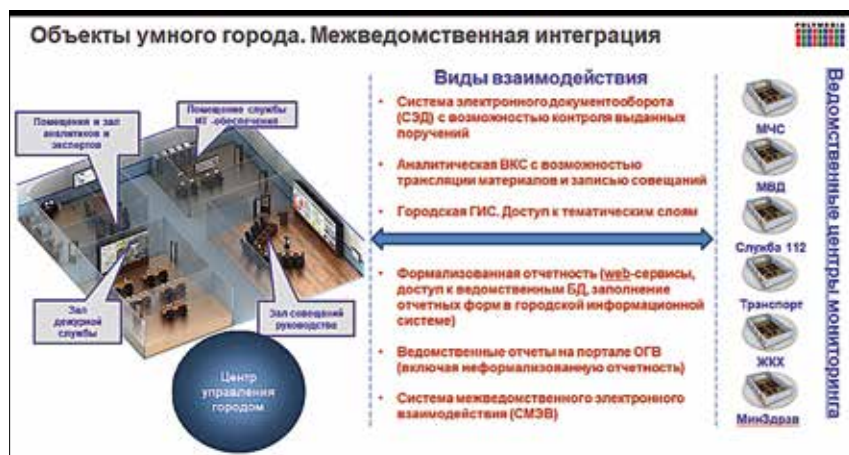 Объекты умного города. Межведомственная интеграция
POLYMEDIA
Помещения и зал
аналитиков и
экспертов
Помещение службы
ИТ-обеспечения
Зал
дежурной
службы
Зал совещаний
руководства
Центр
управления
городом
Виды взаимодействия
• Система электронного документооборота
(СЭД) с возможностью контроля выданных
поручений
• Аналитическая ВКС с возможностью
трансляции материалов и записью совещаний
• Городская ГИС. Доступ к тематическим слоям
• Формализованная отчетность (web-сервисы,
доступ к ведомственным БД, заполнение
отчетных форм в городской информационной
системе)
• Ведомственные отчеты на портале ОГВ
(включая неформализованную отчетность)
• Система межведомственного электронного
взаимодействия (СМЭВ)
МЧС
МВД
Служба 112
Транспорт
ЖКХ
МинЗдрав
Ведомственные центры мониторинга